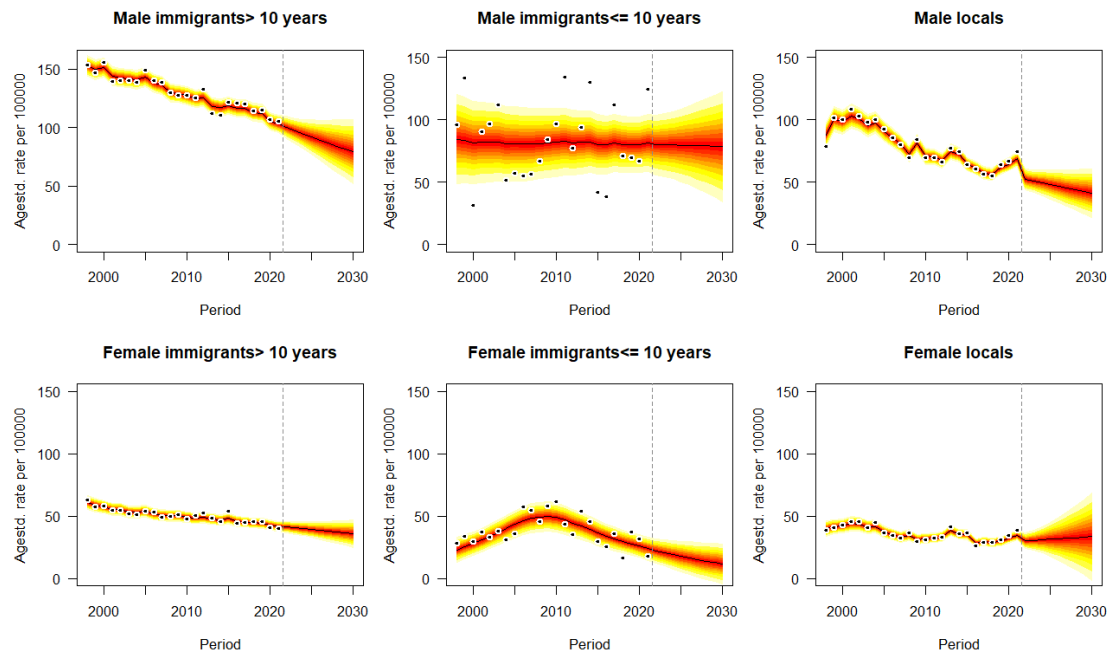 Male immigrants> 10 years
Male immigrants<= 10 years
Male locals
Agestd. rate per 100000
150
100
50
0
2000
2010
2020
2030
Period
Agestd. rate per 100000
150
100
50
0
2000
2010
2020
2030
Period
Agestd. rate per 100000
150
100
50
0
2000
2010
2020
2030
Period
Female immigrants> 10 years
Female immigrants<= 10 years
Female locals
Agestd. rate per 100000
150
100
50
0
2000
2010
2020
2030
Period
Agestd. rate per 100000
150
100
50
0
2000
2010
2020
2030
Period
Agestd. rate per 100000
150
100
50
0
2000
2010
2020
2030
Period